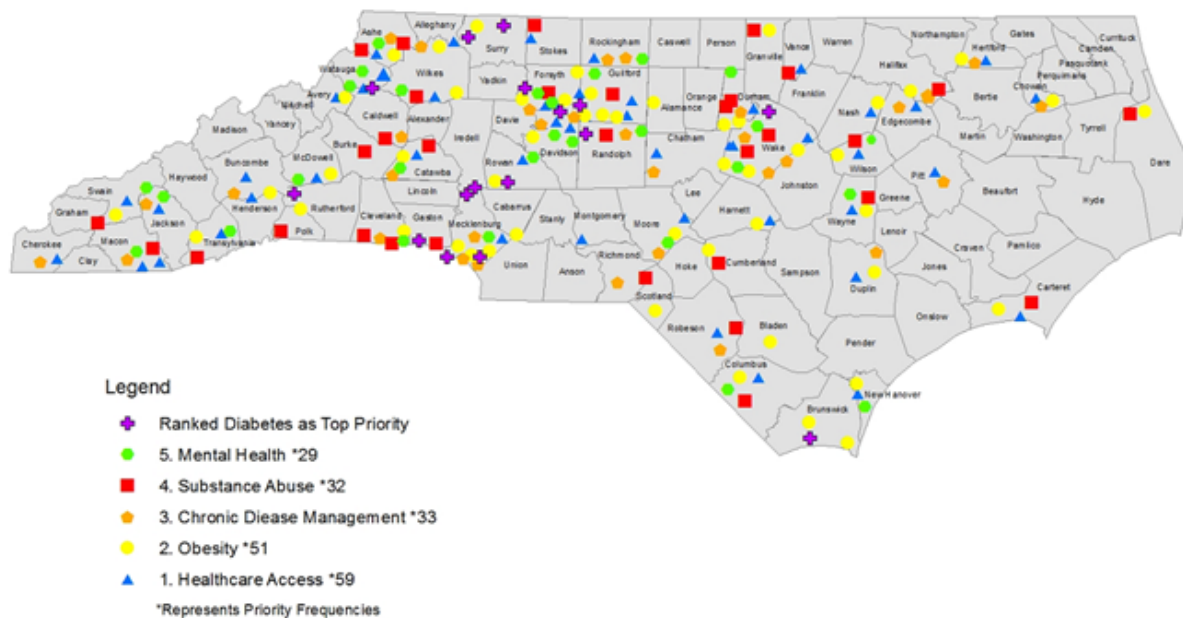 Alleghany
Ashe
Surry
Stokes
Rockingham
Caswell
Person
Granville
Vance
Warren
Northampton
Gates
Currituck
Camden
Pasquotank
Perquimans
Hertford
Halifax
Watauga
Wilkes
Yadkin
Forsyth
Guilford
Orange
Durham
Franklin
Bertie
Chowan
Avery
Mitchell
Yancey
Madison
Caldwell
Alexander
Iredell
Davie
Alamance
Nash
Edgecombe
Martin
Washington
Tyrrell
Dare
Burke
McDowell
Buncombe
Haywood
Swain
Graham
Catawba
Rowan
Davidson
Randolph
Chatham
Wake
Wilson
Johnston
Pitt
Beaufort
Hyde
Greene
Lincoln
Rutherford
Henderson
Jackson
Cherokee
Macon
Clay
Transylvania
Polk
Cleveland
Gaston
Mecklenburg
Cabarrus
Stanly
Montgomery
Moore
Lee
Harnett
Wayne
Lenoir
Craven
Pamlico
Jones
Union
Anson
Richmond
Hoke
Cumberland
Sampson
Duplin
Onslow
Carteret
Scotland
Robeson
Bladen
Pender
Columbus
Brunswick
New Hanover
Legend
Ranked Diabetes as Top Priority
5. Mental Health *29
4. Substance Abuse *32
3. Chronic Diease Management *33
2. Obesity *51
1. Healthcare Access *59
*Represents Priority Frequencies